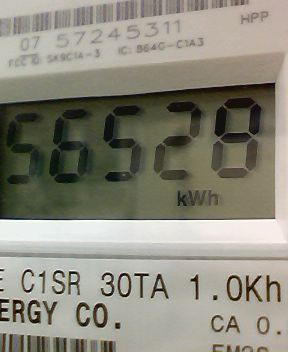 HPP
07 57245311
FCC ID: SK9C1A-3 IC: 864G-C1A3
56528
kWh
E C1SR 30TA 1.0Kh
ERGY CO.
CA 0.